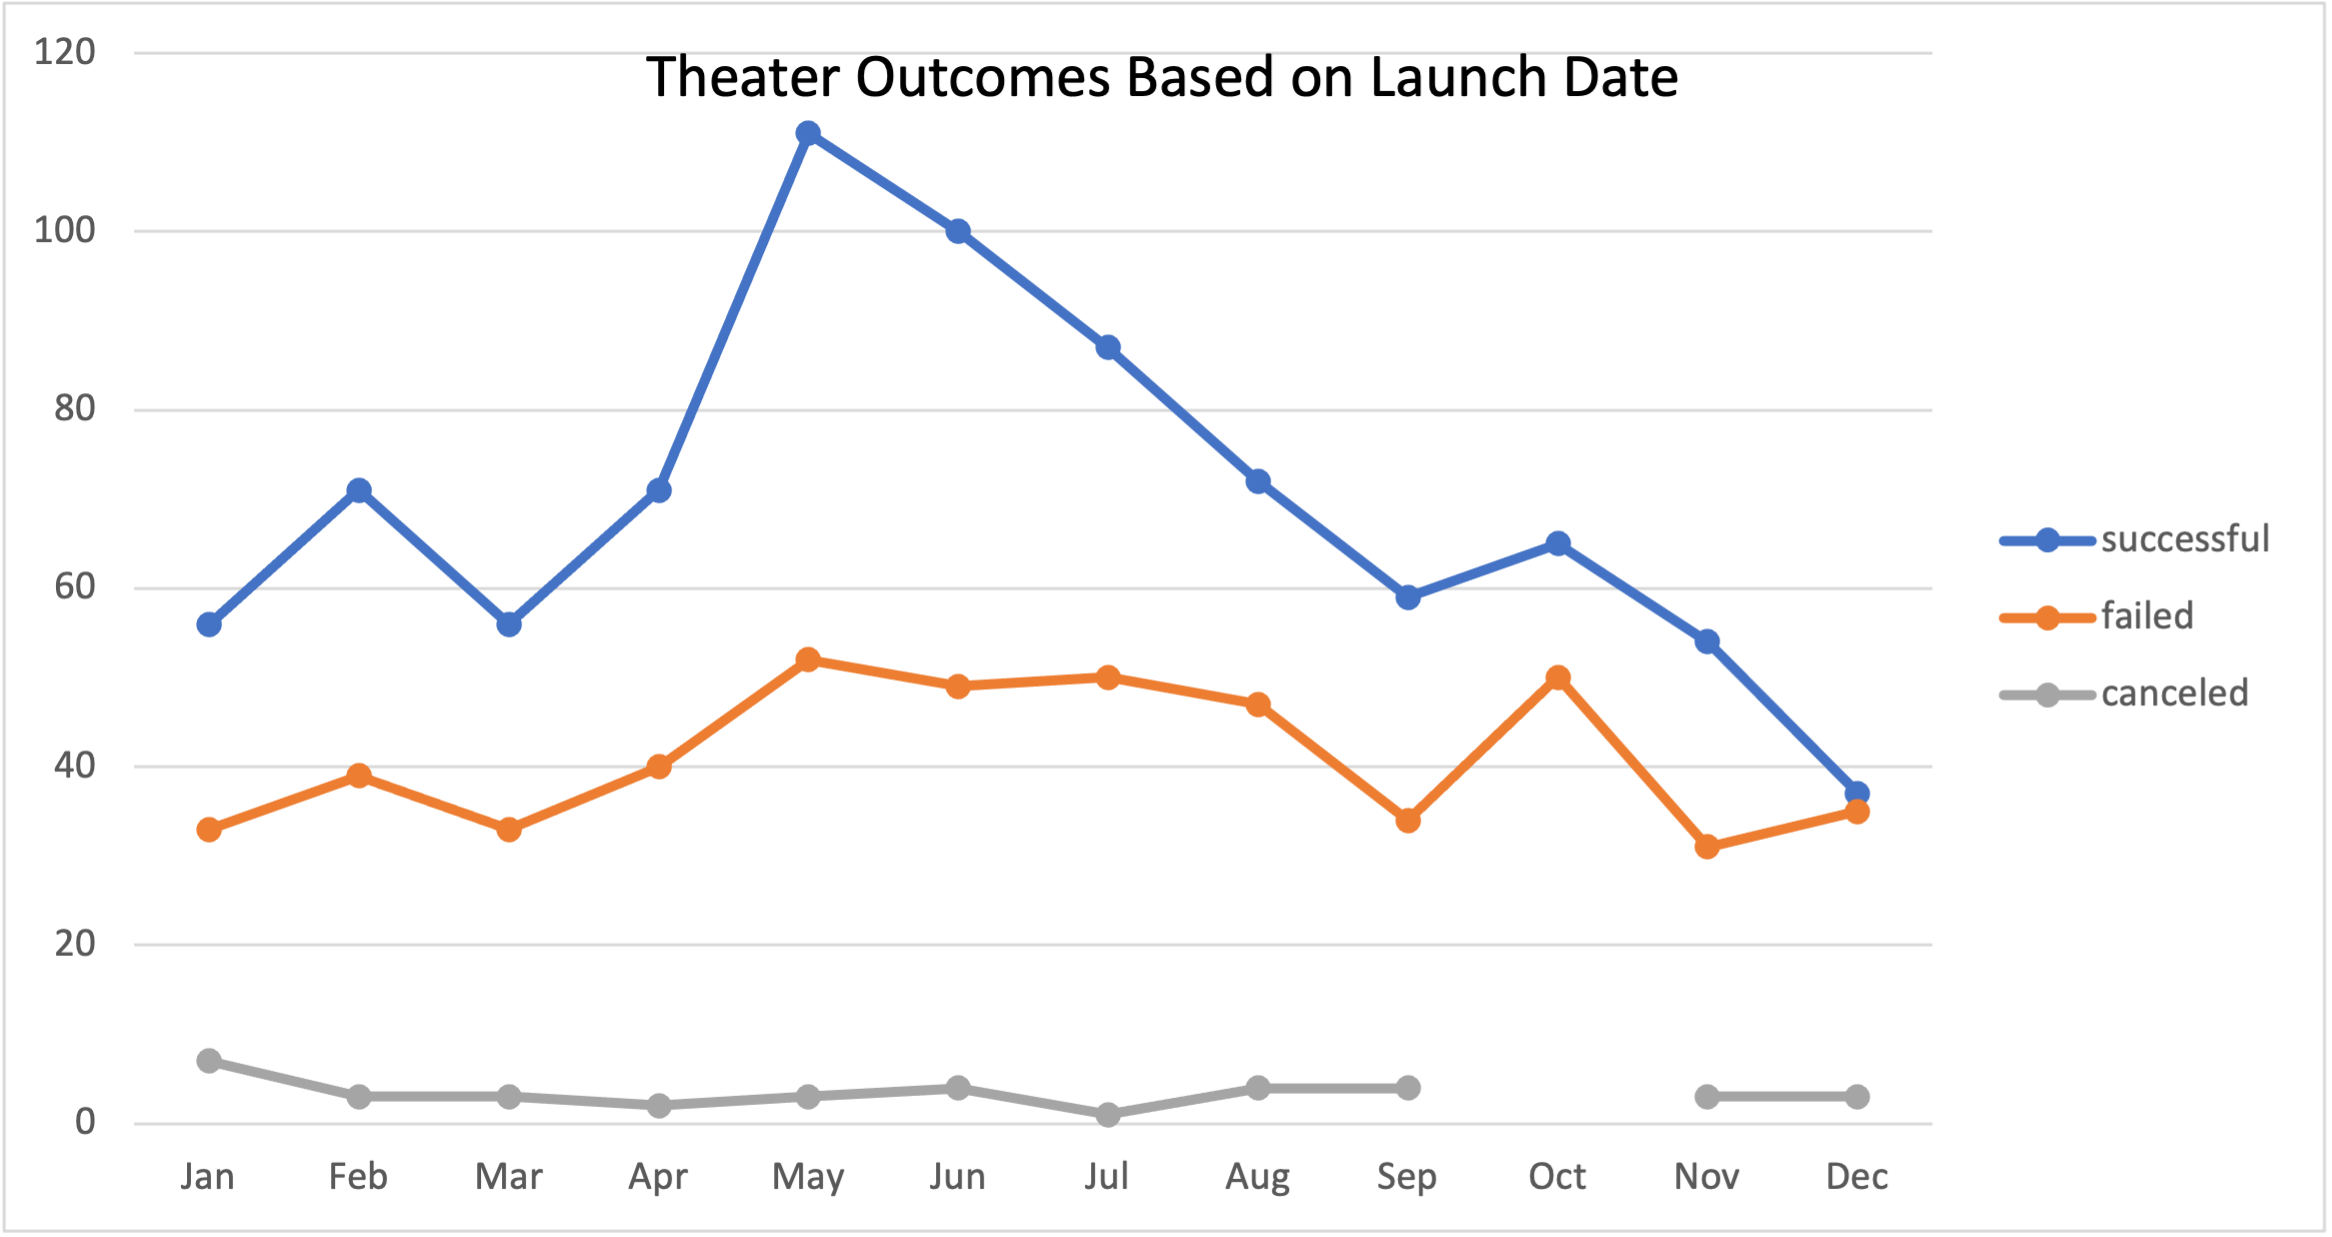 Theater Outcomes Based on Launch Date
120
100
80
60
40
20
0
Jan Feb Mar Apr May Jun Jul Aug Sep Oct Nov Dec
successful
failed
canceled